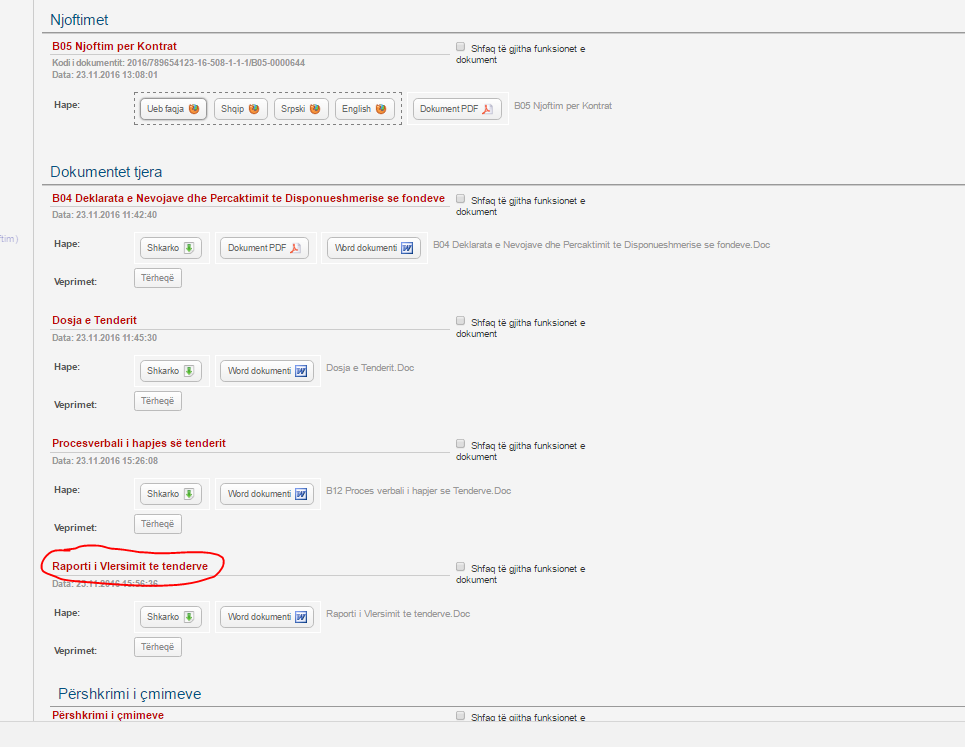 Njoftimet
B05 Njoftim per Kontrat
Shfaq të gjitha funksionet e
dokument
Kodi i dokumentit: 2016/789654123-16-508-1-1-1/B05-0000644
Data: 23.11.2016 13:08:01
Hape: Ueb faqja Shqip Srpski English Dokument PDF B05 Njoftim per Kontrat
Dokumentet tjera
B04 Deklarata e Nevojave dhe Percaktimit te Disponueshmerise se fondeve
Shfaq të gjitha funksionet e
dokument
Data: 23.11.2016 11:42:40
ftim)
Hape: Shkarko Dokument PDF Word dokumenti B04 Deklarata e Nevojave dhe Percaktimit te Disponueshmerise se fondeve.Doc
Veprimet: Tërheqë
Dosja e Tenderit
Shfaq të gjitha funksionet e
dokument
Data: 23.11.2016 11:45:30
Hape: Shkarko Word dokumenti Dosja e Tenderit.Doc
Veprimet: Tërheqë
Procesverbali i hapjes së tenderit
Shfaq të gjitha funksionet e
dokument
Data: 23.11.2016 15:26:08
Hape: Shkarko Word dokumenti B12 Proces verbali i hapjer se Tenderve.Doc
Veprimet: Tërheqë
Raporti i Vlersimit te tenderve
Shfaq të gjitha funksionet e
dokument
Data: 23.11.2016 15:56:36
Hape: Shkarko Word dokumenti Raporti i Vlersimit te tenderve.Doc
Veprimet: Tërheqë
Përshkrimi i çmimeve
Përshkrimi i çmimeve
Shfaq të gjitha funksionet e